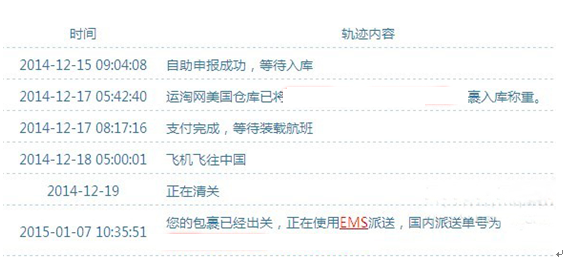 时间 轨迹内容
2014-12-15 09:04:08 自助申报成功，等待入库
2014-12-17 05:42:40 运淘网美国仓库已将 裹入库称重。
2014-12-17 08:17:16 支付完成，等待装载航班
2014-12-18 05:00:01 飞机飞往中国
2014-12-19 正在清关
2015-01-07 10:35:51 您的包裹已经出关，正在使用EMS派送，国内派送单号为